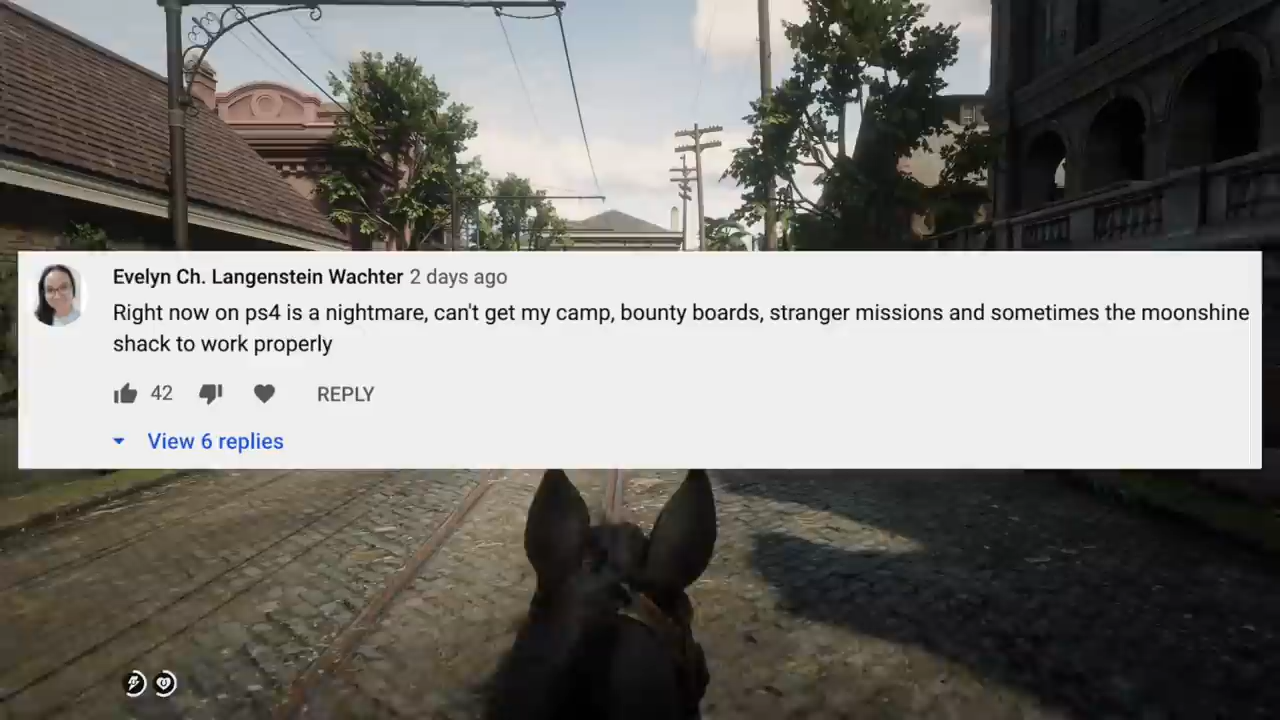 Evelyn Ch. Langenstein Wachter 2 days ago
Right now on ps4 is a nightmare, can't get my camp, bounty boards, stranger missions and sometimes the moonshine
shack to work properly
42 REPLY
View 6 replies